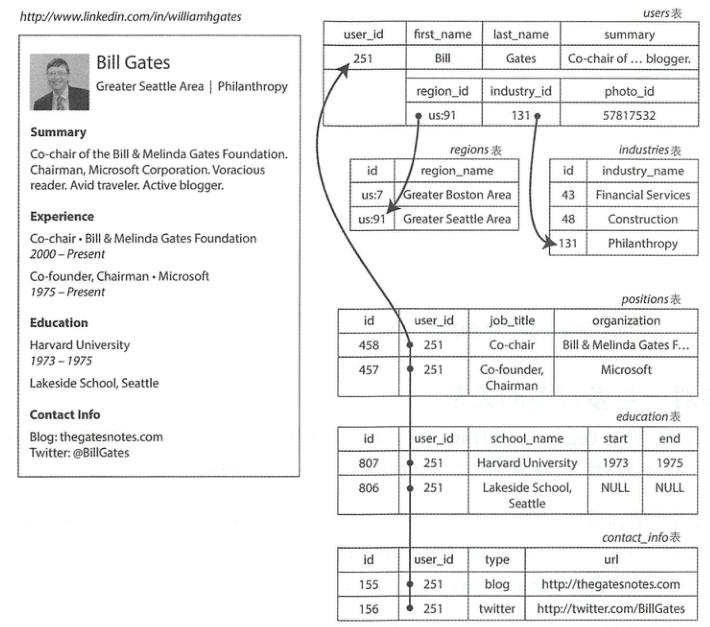 http://www.linkedin.com/in/williamhgates
Bill Gates
Greater Seattle Area | Philanthropy
Summary
Co-chair of the Bill & Melinda Gates Foundation.
Chairman, Microsoft Corporation. Voracious
reader. Avid traveler. Active blogger.
Experience
Co-chair • Bill & Melinda Gates Foundation
2000 – Present
Co-founder, Chairman • Microsoft
1975 – Present
Education
Harvard University
1973 – 1975
Lakeside School, Seattle
Contact Info
Blog: thegatesnotes.com
Twitter: @BillGates
users表
user_id first_name last_name summary
251 Bill Gates Co-chair of … blogger.
region_id industry_id photo_id
us:91 131 57817532
regions表
id region_name
us:7 Greater Boston Area
us:91 Greater Seattle Area
industries表
id industry_name
43 Financial Services
48 Construction
131 Philanthropy
positions表
id user_id job_title organization
458 251 Co-chair Bill & Melinda Gates F…
457 251 Co-founder, Microsoft
Chairman
education表
id user_id school_name start end
807 251 Harvard University 1973 1975
806 251 Lakeside School, NULL NULL
Seattle
contact_info表
id user_id type url
155 251 blog http://thegatesnotes.com
156 251 twitter http://twitter.com/BillGates